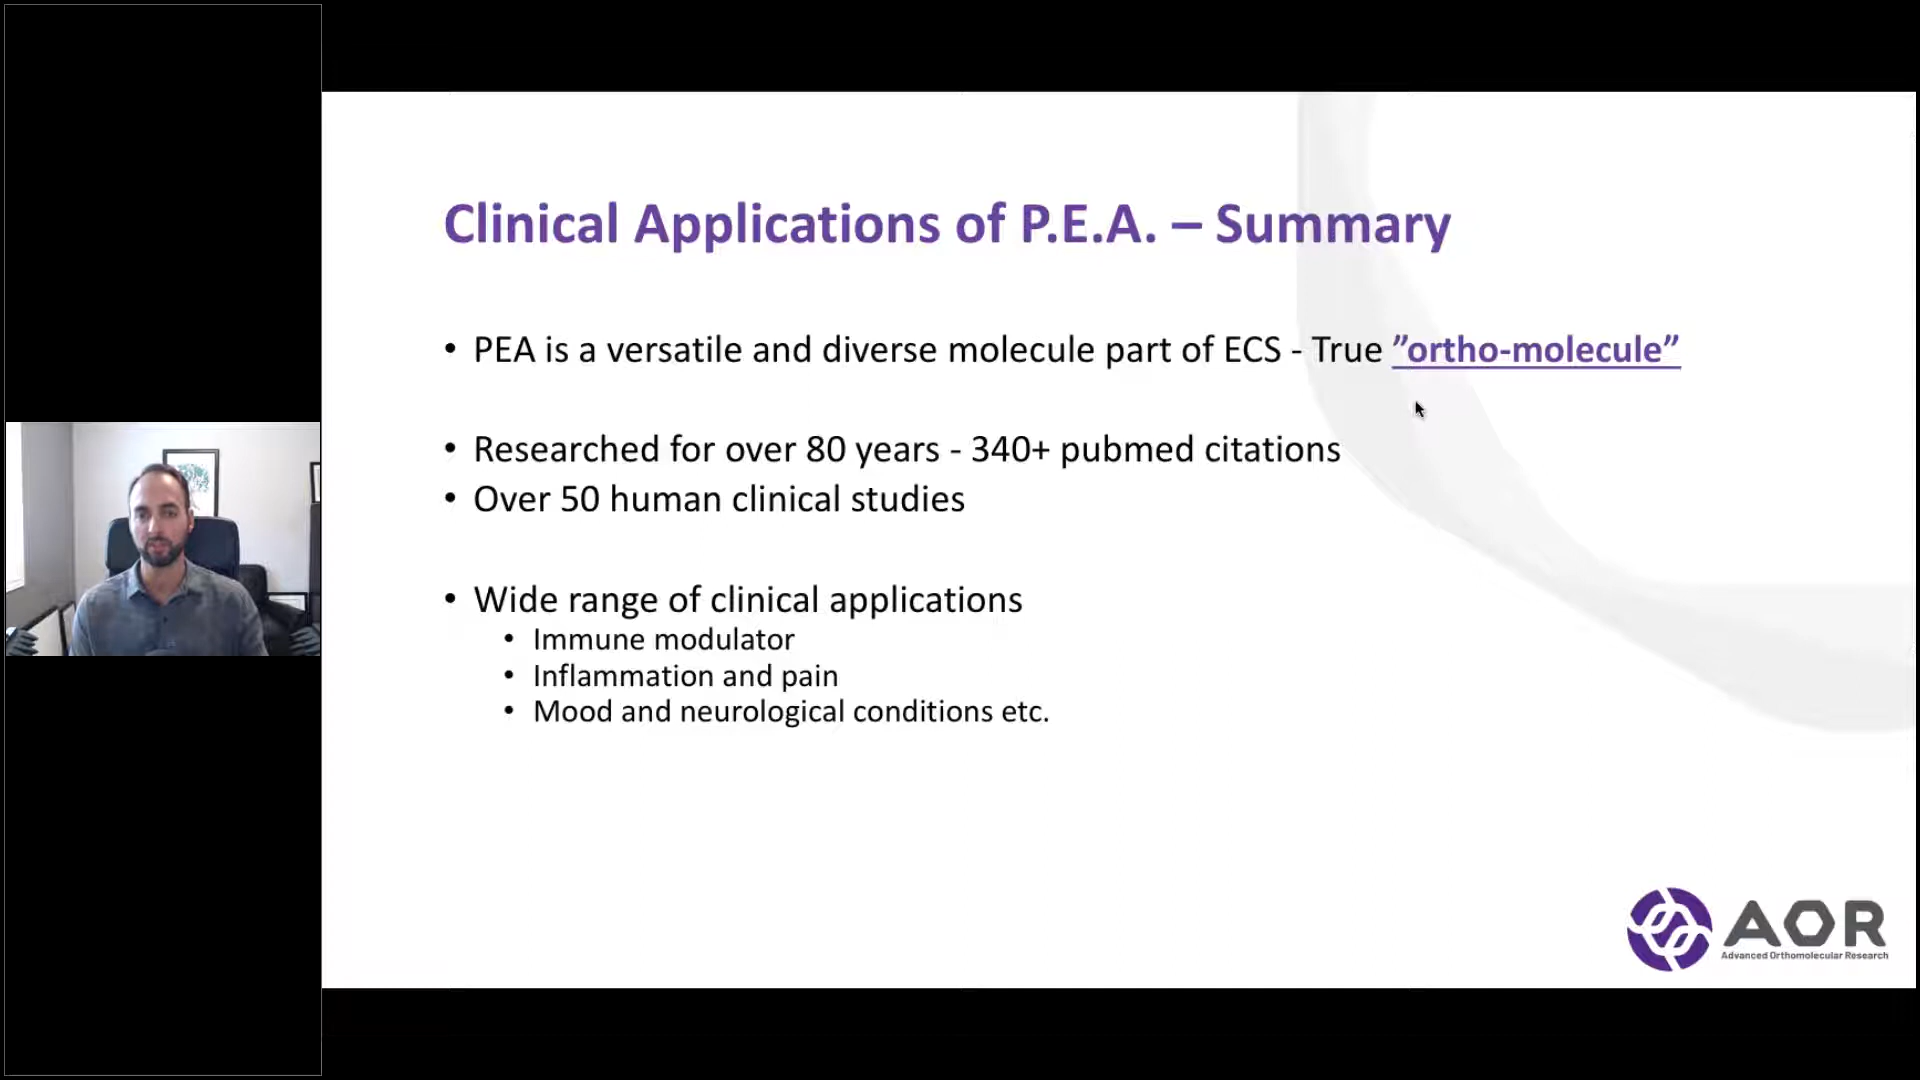 Clinical Applications of P.E.A. – Summary
• PEA is a versatile and diverse molecule part of ECS - True ”ortho-molecule”
• Researched for over 80 years - 340+ pubmed citations
• Over 50 human clinical studies
• Wide range of clinical applications
• Immune modulator
• Inflammation and pain
• Mood and neurological conditions etc.
AOR
Advanced Orthomolecular Research